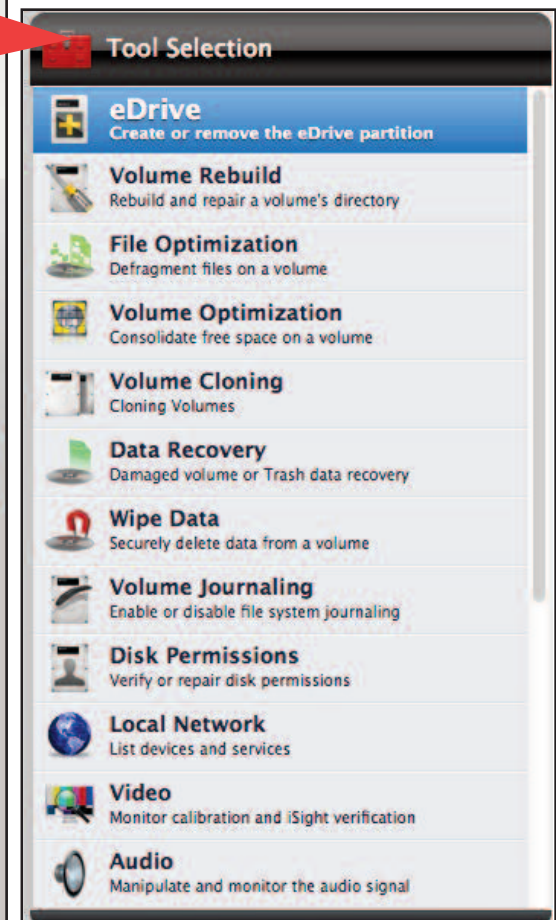 Tool Selection
eDrive
Create or remove the eDrive partition
Volume Rebuild
Rebuild and repair a volume's directory
File Optimization
Defragment files on a volume
Volume Optimization
Consolidate free space on a volume
Volume Cloning
Cloning Volumes
Data Recovery
Damaged volume or Trash data recovery
Wipe Data
Securely delete data from a volume
Volume Journaling
Enable or disable file system journaling
Disk Permissions
Verify or repair disk permissions
Local Network
List devices and services
Video
Monitor calibration and iSight verification
Audio
Manipulate and monitor the audio signal